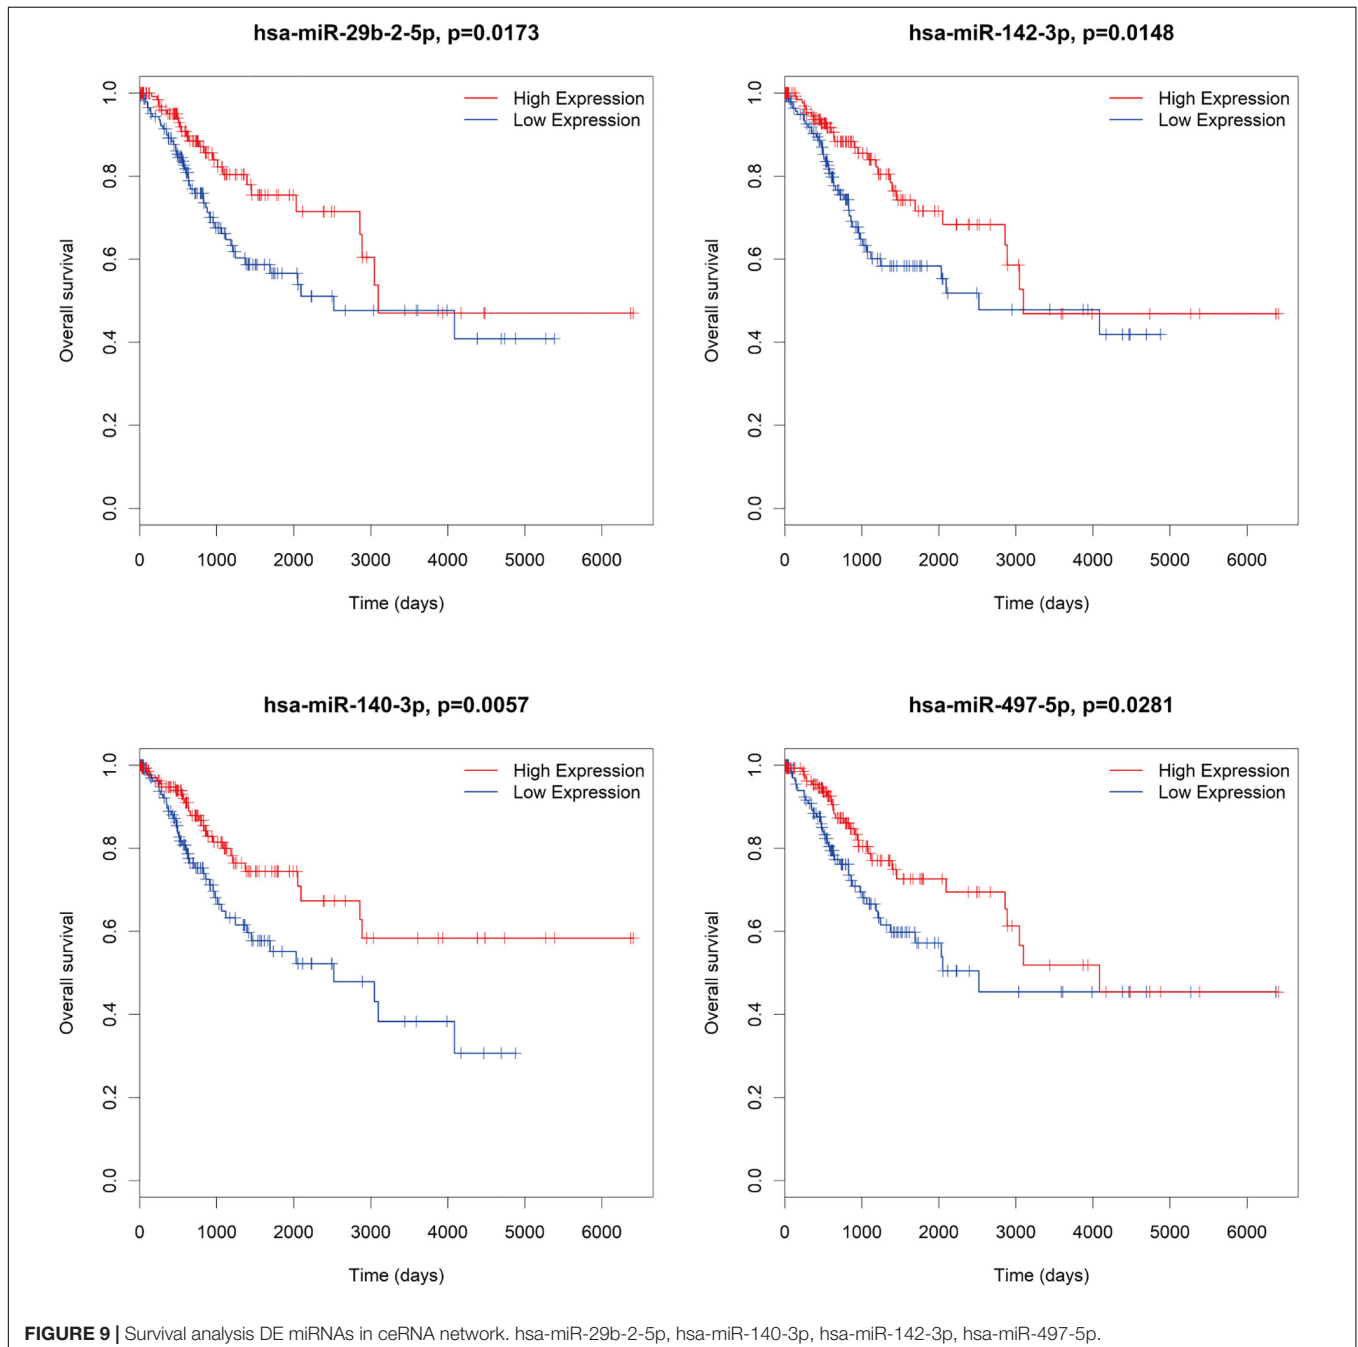 hsa-miR-29b-2-5p, p=0.0173
High Expression
Low Expression
Overall survival
1.0
0.8
0.6
0.4
0.2
0.0
0 1000 2000 3000 4000 5000 6000
Time (days)
hsa-miR-142-3p, p=0.0148
High Expression
Low Expression
Overall survival
1.0
0.8
0.6
0.4
0.2
0.0
0 1000 2000 3000 4000 5000 6000
Time (days)
hsa-miR-140-3p, p=0.0057
High Expression
Low Expression
Overall survival
1.0
0.8
0.6
0.4
0.2
0.0
0 1000 2000 3000 4000 5000 6000
Time (days)
hsa-miR-497-5p, p=0.0281
High Expression
Low Expression
Overall survival
1.0
0.8
0.6
0.4
0.2
0.0
0 1000 2000 3000 4000 5000 6000
Time (days)
FIGURE 9 | Survival analysis DE miRNAs in ceRNA network. hsa-miR-29b-2-5p, hsa-miR-140-3p, hsa-miR-142-3p, hsa-miR-497-5p.